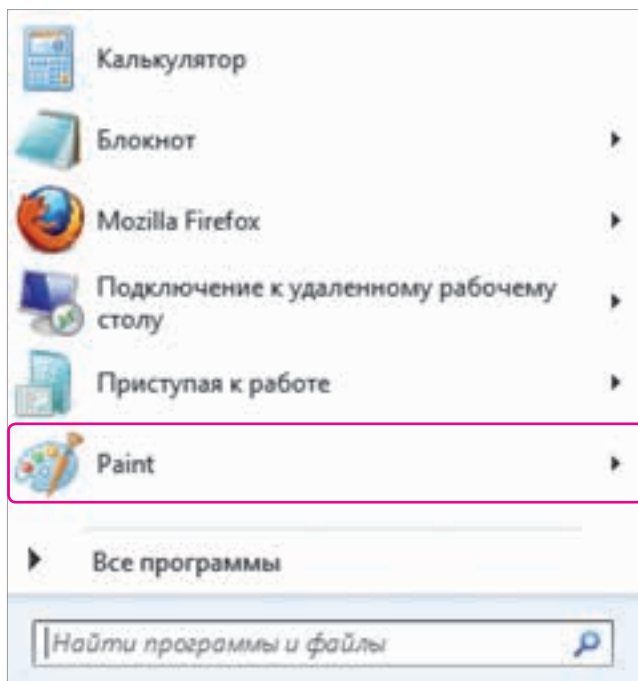 Калькулятор
Блокнот
Mozilla Firefox
Подключение к удаленному рабочему
столу
Приступая к работе
Paint
Все программы
Найти программы и файлы